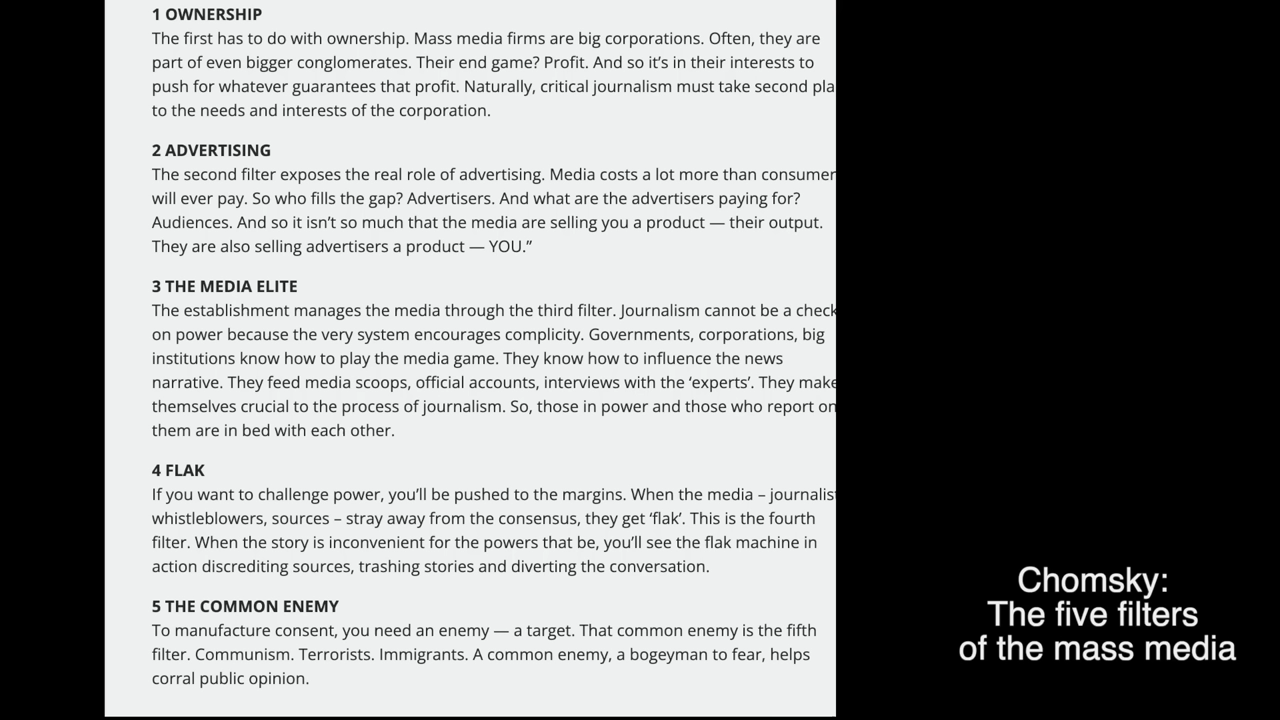 1 OWNERSHIP
The first has to do with ownership. Mass media firms are big corporations. Often, they are
part of even bigger conglomerates. Their end game? Profit. And so it’s in their interests to
push for whatever guarantees that profit. Naturally, critical journalism must take second pla
to the needs and interests of the corporation.
2 ADVERTISING
The second filter exposes the real role of advertising. Media costs a lot more than consumer
will ever pay. So who fills the gap? Advertisers. And what are the advertisers paying for?
Audiences. And so it isn’t so much that the media are selling you a product — their output.
They are also selling advertisers a product — YOU.”
3 THE MEDIA ELITE
The establishment manages the media through the third filter. Journalism cannot be a check
on power because the very system encourages complicity. Governments, corporations, big
institutions know how to play the media game. They know how to influence the news
narrative. They feed media scoops, official accounts, interviews with the ‘experts’. They make
themselves crucial to the process of journalism. So, those in power and those who report on
them are in bed with each other.
4 FLAK
If you want to challenge power, you’ll be pushed to the margins. When the media – journalist
whistleblowers, sources – stray away from the consensus, they get ‘flak’. This is the fourth
filter. When the story is inconvenient for the powers that be, you’ll see the flak machine in
action discrediting sources, trashing stories and diverting the conversation.
5 THE COMMON ENEMY
To manufacture consent, you need an enemy — a target. That common enemy is the fifth
filter. Communism. Terrorists. Immigrants. A common enemy, a bogeyman to fear, helps
corral public opinion.
Chomsky:
The five filters
of the mass media